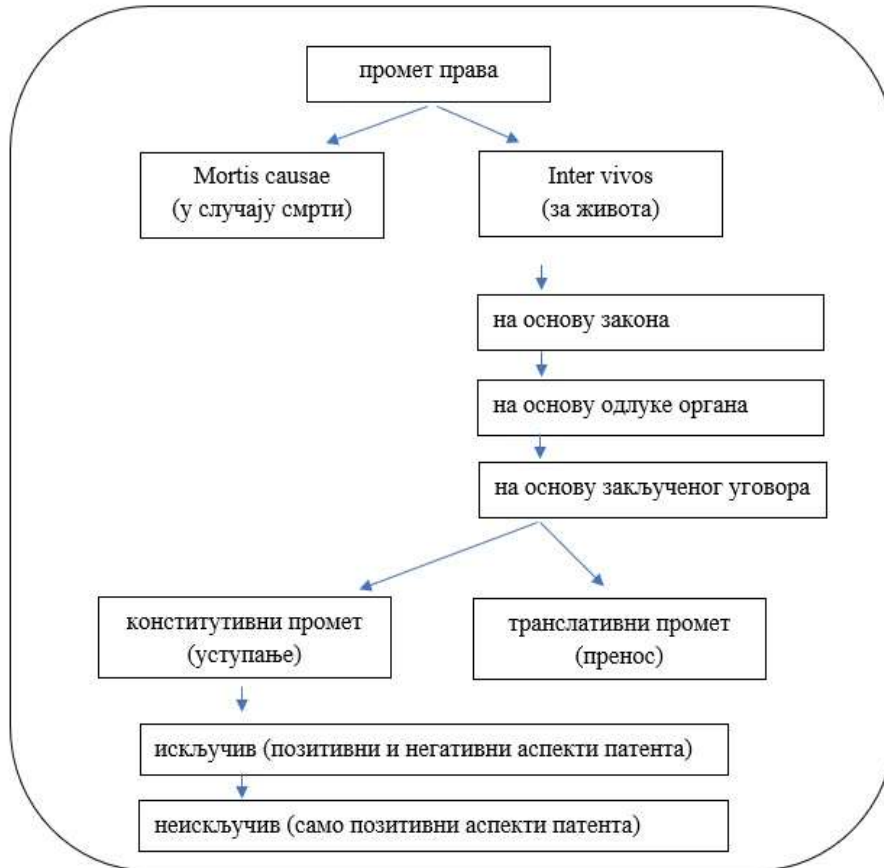 промет права
Mortis causae
(у случају смрти)
Inter vivos
(за живота)
на основу закона
на основу одлуке органа
на основу закљученог уговора
конститутивни промет
(уступање)
транслативни промет
(пренос)
искључив (позитивни и негативни аспекти патента)
неискључив (само позитивни аспекти патента)